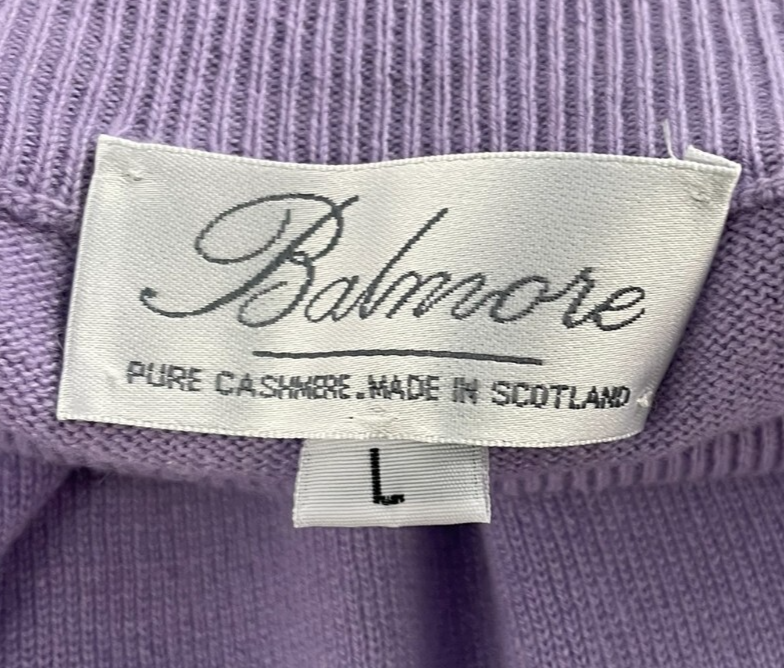 Balmore
PURE CASHMERE. MADE IN SCOTLAND
L